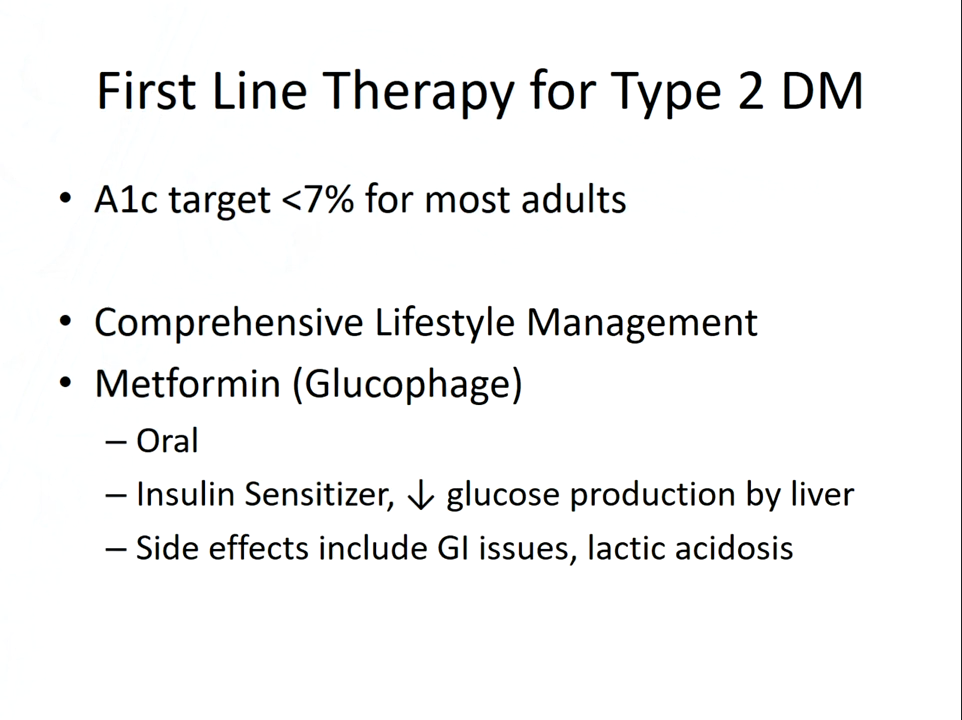 First Line Therapy for Type 2 DM
• A1c target <7% for most adults
• Comprehensive Lifestyle Management
• Metformin (Glucophage)
– Oral
– Insulin Sensitizer, ↓ glucose production by liver
– Side effects include GI issues, lactic acidosis